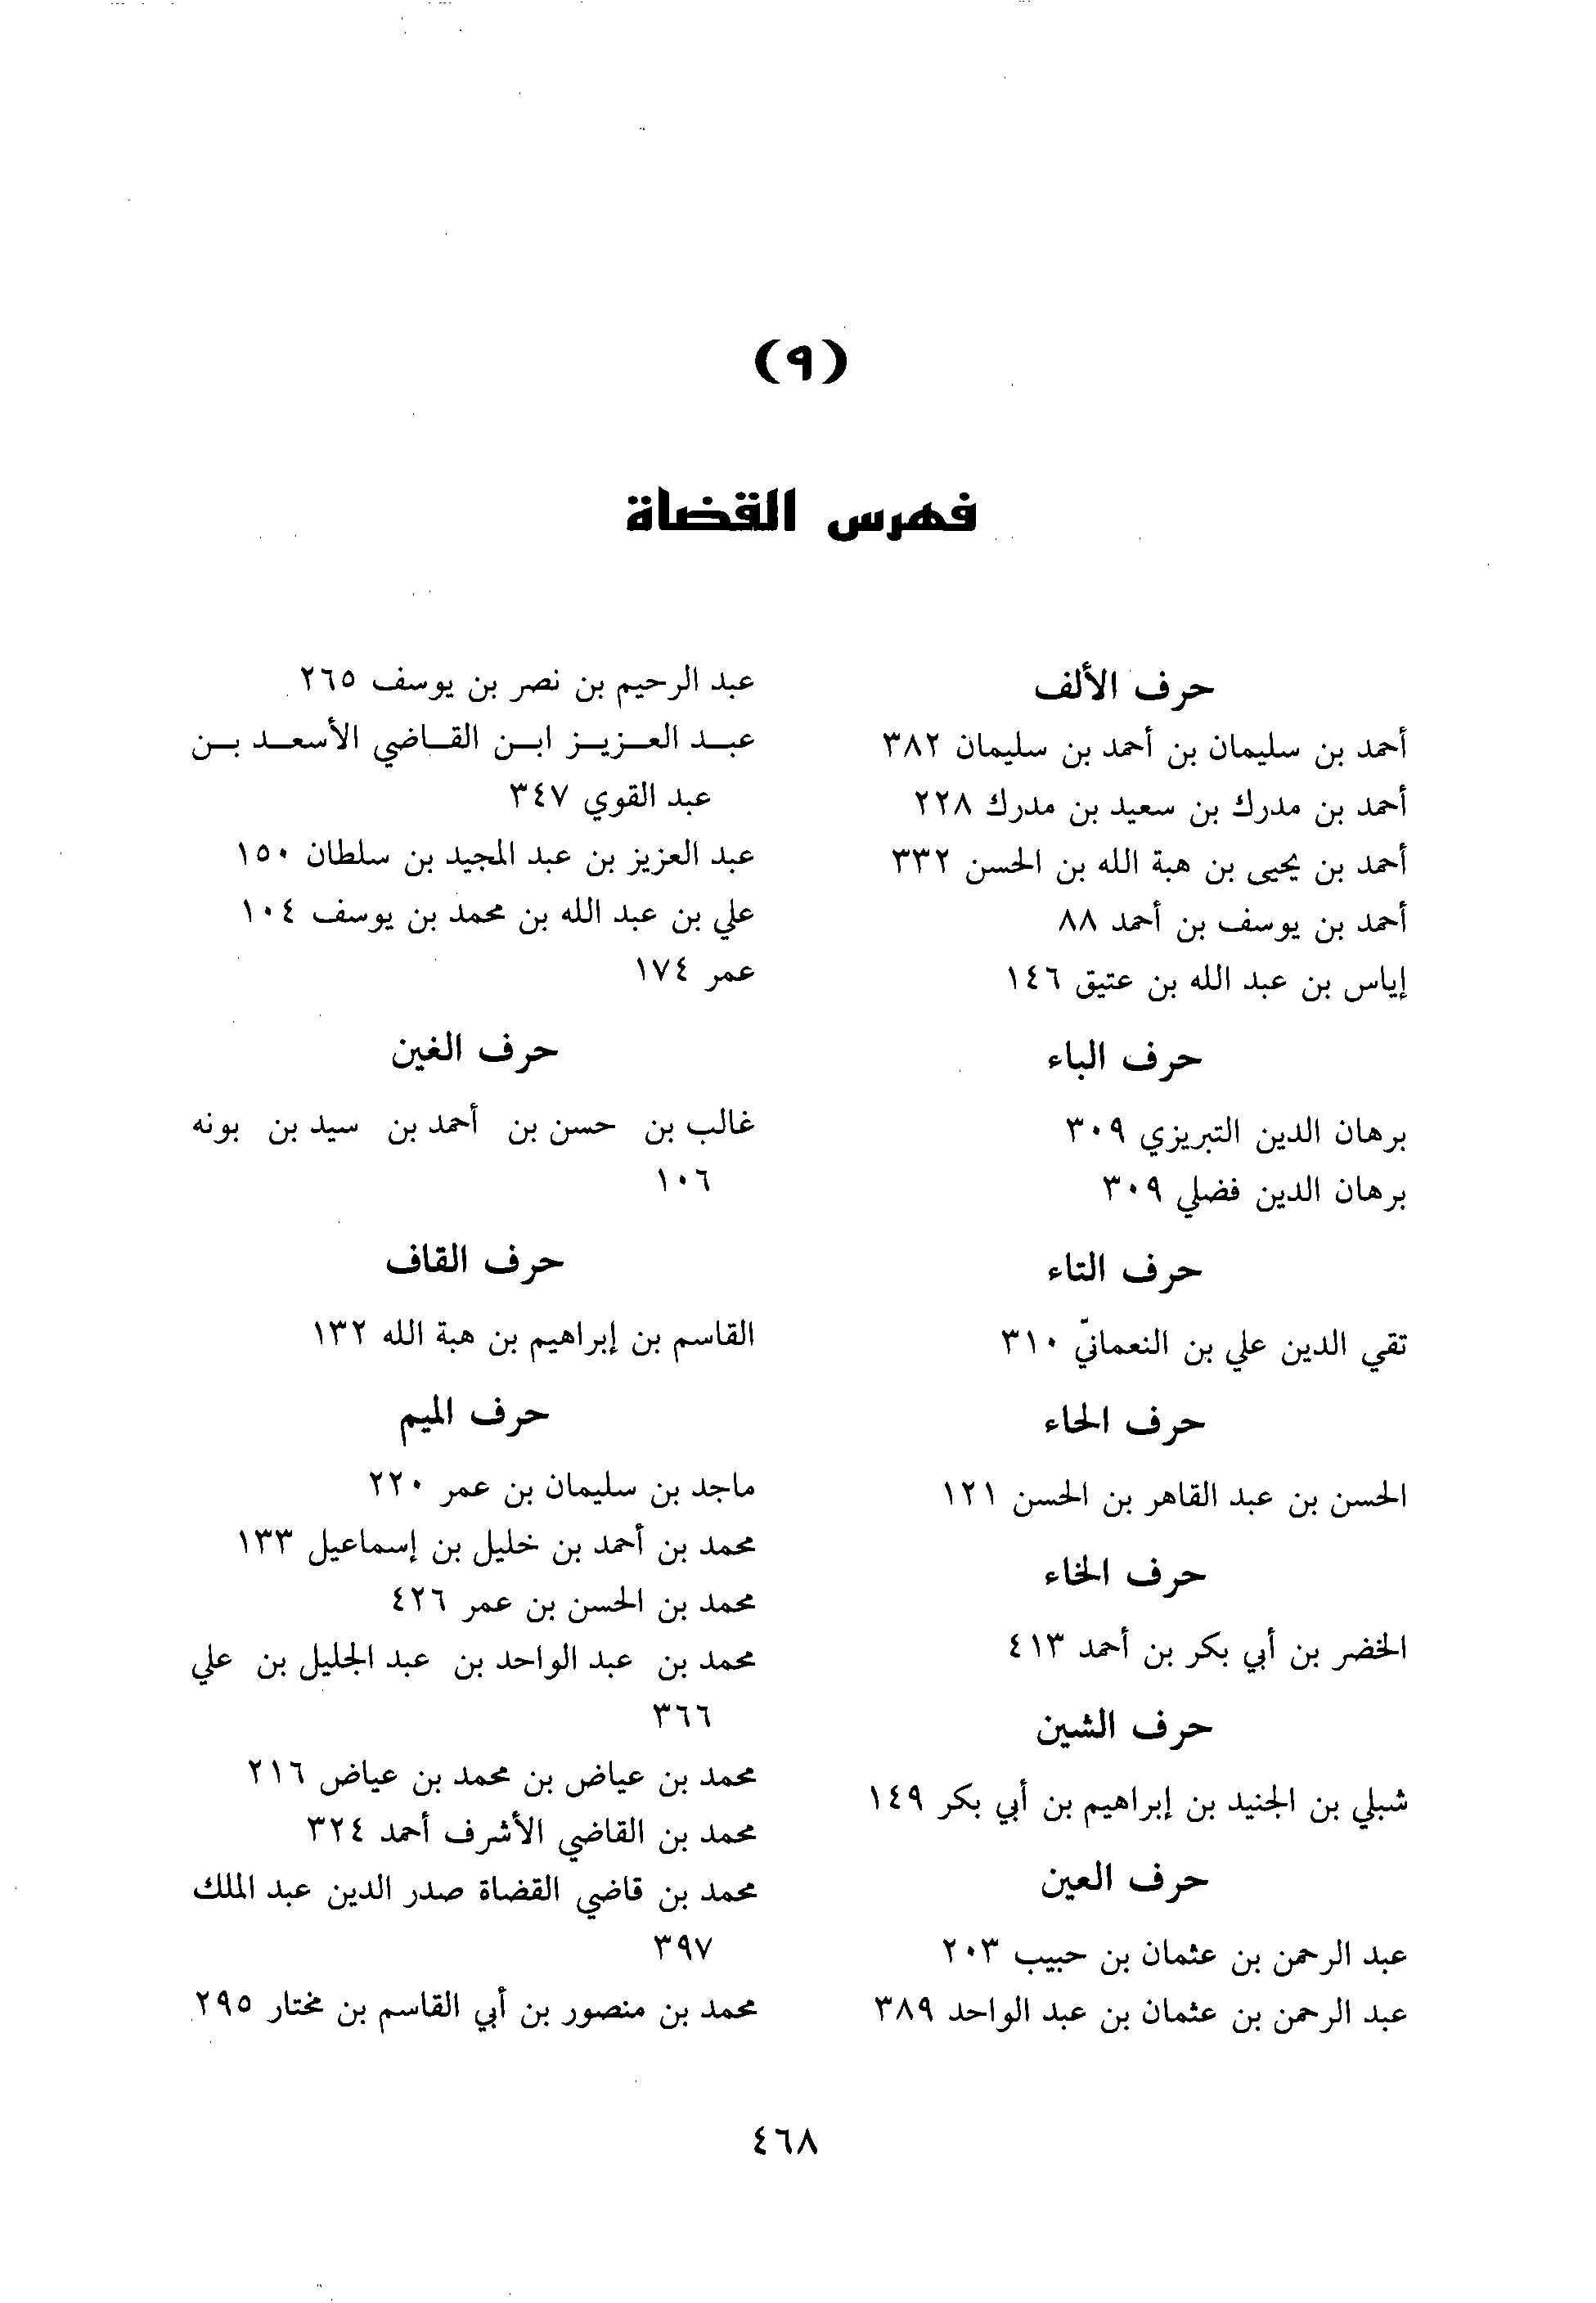 (٩)
فهرس القضاة
حرف الألف
أحمد بن سليمان بن أحمد بن سليمان ٣٨٢
أحمد بن مدرك بن سعيد بن مدرك ٢٢٨
أحمد بن يحيى بن هبة الله بن الحسن ٣٣٢
أحمد بن يوسف بن أحمد ٨٨
إياس بن عبد الله بن عتيق ١٤٦
حرف الباء
برهان الدين التبريزي ٣٠٩
برهان الدين فضلي ٣٠٩
حرف التاء
تقي الدين علي بن النعمانيّ ٣١٠
حرف الحاء
الحسن بن عبد القاهر بن الحسن ١٢١
حرف الخاء
الخضر بن أبي بكر بن أحمد ٤١٣
حرف الشين
شبلي بن الجنيد بن إبراهيم بن أبي بكر ١٤٩
حرف العين
عبد الرحمن بن عثمان بن حبيب ٢٠٣
عبد الرحمن بن عثمان بن عبد الواحد ٣٨٩
عبد الرحيم بن نصر بن يوسف ٢٦٥
عبد العزيز ابن القاضي الأسعد بن
عبد القوي ٣٤٧
عبد العزيز بن عبد المجيد بن سلطان ١٥٠
علي بن عبد الله بن محمد بن يوسف ١٠٤
عمر ١٧٤
حرف الغين
غالب بن حسن بن أحمد بن سيد بن بونه
١٠٦
حرف القاف
القاسم بن إبراهيم بن هبة الله ١٣٢
حرف الميم
ماجد بن سليمان بن عمر ٢٢٠
محمد بن أحمد بن خليل بن إسماعيل ١٣٣
محمد بن الحسن بن عمر ٤٢٦
محمد بن عبد الواحد بن عبد الجليل بن علي
٣٦٦
محمد بن عياض بن محمد بن عياض ٢١٦
محمد بن القاضي الأشرف أحمد ٣٢٤
محمد بن قاضي القضاة صدر الدين عبد الملك
٣٩٧
محمد بن منصور بن أبي القاسم بن مختار ٢٩٥
٤٦٨